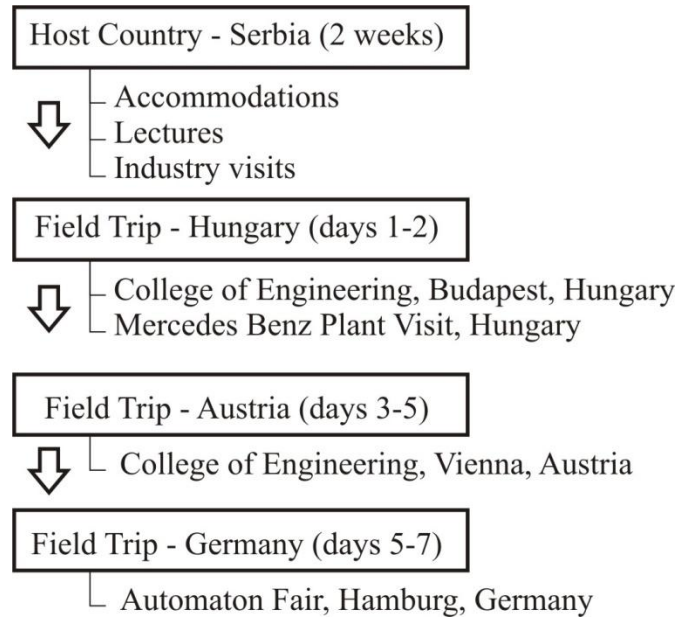 Host Country - Serbia (2 weeks)
Accommodations
Lectures
Industry visits
Field Trip - Hungary (days 1-2)
College of Engineering, Budapest, Hungary
Mercedes Benz Plant Visit, Hungary
Field Trip - Austria (days 3-5)
College of Engineering, Vienna, Austria
Field Trip - Germany (days 5-7)
Automaton Fair, Hamburg, Germany